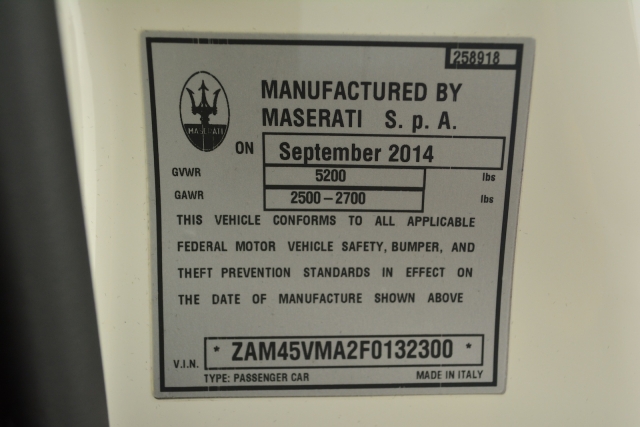 258918
MASERATI
MANUFACTURED BY
MASERATI S. p. A.
ON September 2014
GVWR 5200 lbs
GAWR 2500-2700 lbs
THIS VEHICLE CONFORMS TO ALL APPLICABLE
FEDERAL MOTOR VEHICLE SAFETY, BUMPER, AND
THEFT PREVENTION STANDARDS IN EFFECT ON
THE DATE OF MANUFACTURE SHOWN ABOVE
V.I.N. * ZAM45VMA2F0132300 *
TYPE: PASSENGER CAR MADE IN ITALY